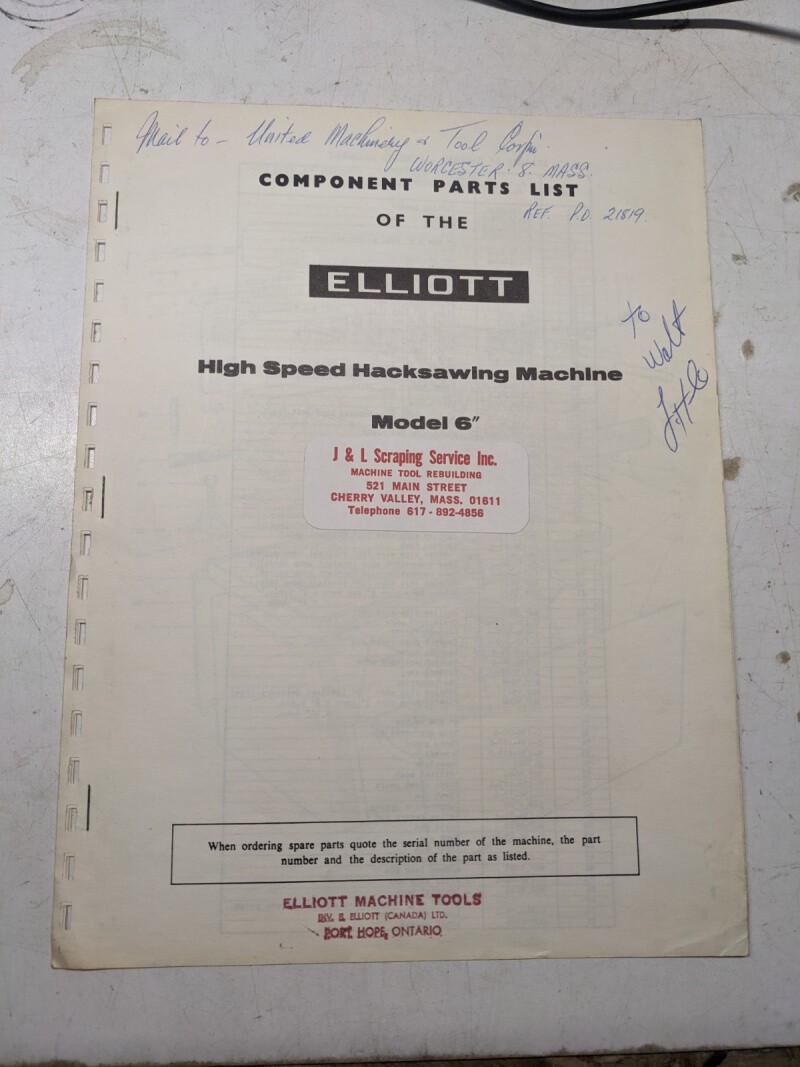 Mail to - United Machinery & Tool Corp'n.
WORCESTER. 8. MASS.
COMPONENT PARTS LIST
REF. P.O. 21819.
OF THE
ELLIOTT
To
Walt
High Speed Hacksawing Machine
Model 6"
J & L Scraping Service Inc.
MACHINE TOOL REBUILDING
521 MAIN STREET
CHERRY VALLEY, MASS. 01611
Telephone 617 - 892-4856
When ordering spare parts quote the serial number of the machine, the part
number and the description of the part as listed.
ELLIOTT MACHINE TOOLS
DIV. B. ELLIOTT (CANADA) LTD.
PORT HOPE, ONTARIO